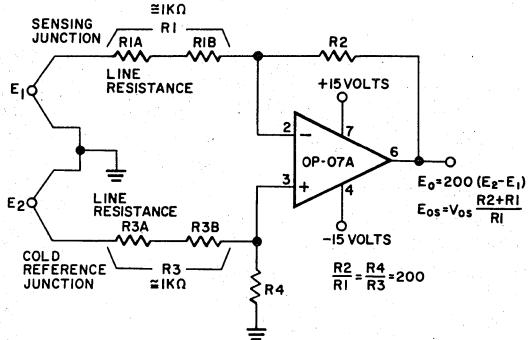 ≅1KΩ
SENSING
JUNCTION
R1
R1A
R1B
R2
LINE
RESISTANCE
+15 VOLTS
E1
2
−
7
OP-07A
6
3
+
4
E2
LINE
RESISTANCE
E0=200 (E2−E1)
E0S=V0S R2+R1
R1
R3A
R3B
−15 VOLTS
COLD
REFERENCE
JUNCTION
R3
≅1KΩ
R4
R2/R1=R4/R3=200